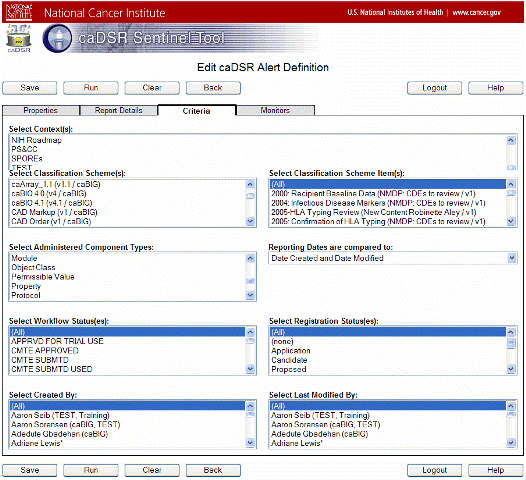 NATIONAL CANCER INSTITUTE
National Cancer Institute
U.S. National Institutes of Health | www.cancer.gov
caDSR
caDSR Sentinel Tool
Edit caDSR Alert Definition
Save Run Clear Back Logout Help
Properties Report Details Criteria Monitors
Select Context(s):
NIH Roadmap
PS&CC
SPOREs
TEST
Select Classification Scheme(s): Select Classification Scheme Item(s):
caArray_1.1 (v1.1 / caBIG) (All)
caBIO 4.0 (v4 / caBIG) 2000: Recipient Baseline Data (NMDP: CDEs to review / v1)
caBIO 4.1 (v4.1 / caBIG) 2004: Infectious Disease Markers (NMDP: CDEs to review / v1)
CAD Markup (v1 / caBIG) 2005-HLA Typing Review (New Content Robinette Aley / v1)
CAD Order (v1 / caBIG) 2005: Confirmation of HLA Typing (NMDP: CDEs to review / v1)
Select Administered Component Types: Reporting Dates are compared to:
Module Date Created and Date Modified
Object Class
Permissible Value
Property
Protocol
Select Workflow Status(es): Select Registration Status(es):
(All) (All)
APPRVD FOR TRIAL USE (none)
CMTE APPROVED Application
CMTE SUBMTD Candidate
CMTE SUBMTD USED Proposed
Select Created By: Select Last Modified By:
(All) (All)
Aaron Seib (TEST, Training) Aaron Seib (TEST, Training)
Aaron Sorensen (caBIG, TEST) Aaron Sorensen (caBIG, TEST)
Adedute Gbadehan (caBIG) Adedute Gbadehan (caBIG)
Adriane Lewis* Adriane Lewis*
Save Run Clear Back Logout Help